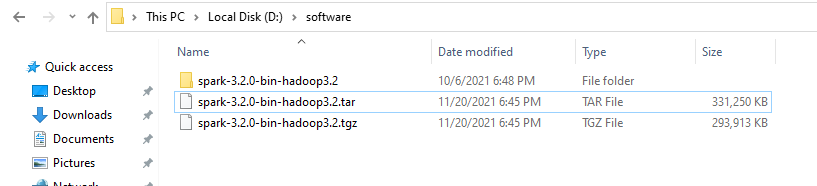 This PC > Local Disk (D:) > software
Name Date modified Type Size
Quick access
Desktop
Downloads
Documents
Pictures
spark-3.2.0-bin-hadoop3.2 10/6/2021 6:48 PM File folder
spark-3.2.0-bin-hadoop3.2.tar 11/20/2021 6:45 PM TAR File 331,250 KB
spark-3.2.0-bin-hadoop3.2.tgz 11/20/2021 6:45 PM TGZ File 293,913 KB